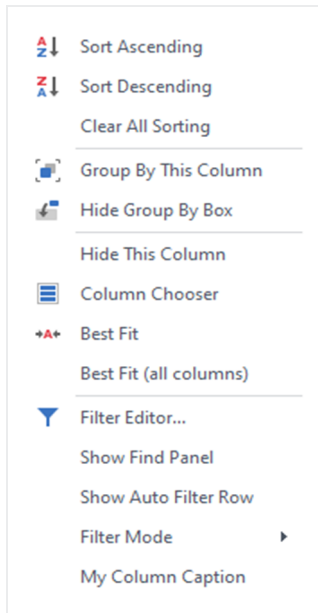 Sort Ascending
Sort Descending
Clear All Sorting
Group By This Column
Hide Group By Box
Hide This Column
Column Chooser
Best Fit
Best Fit (all columns)
Filter Editor...
Show Find Panel
Show Auto Filter Row
Filter Mode
My Column Caption